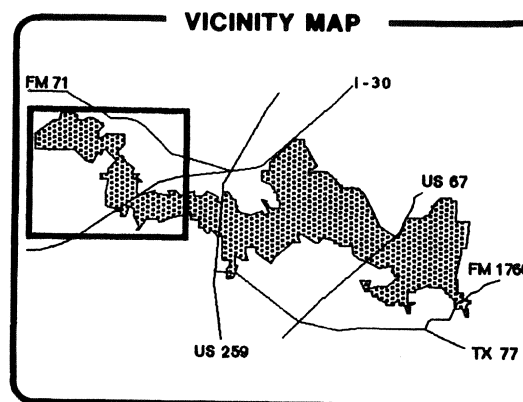 VICINITY MAP
FM 71
I-30
US 67
FM 1766
US 259
TX 77